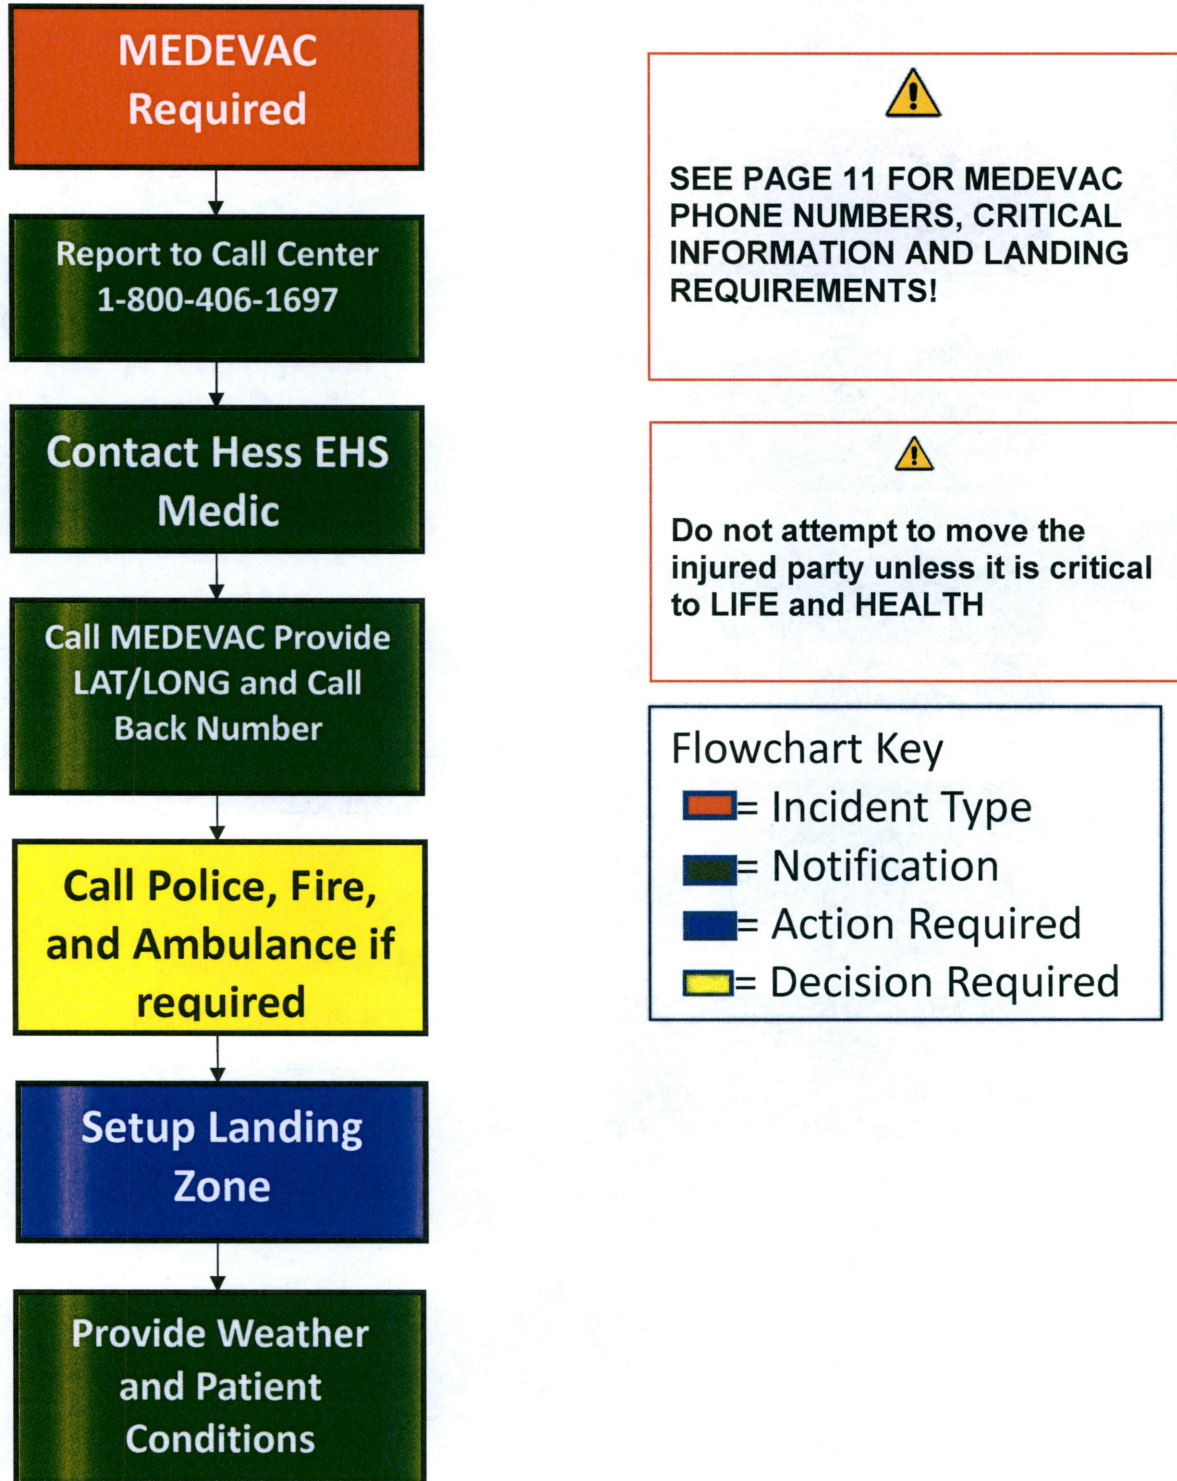 MEDEVAC
Required
Report to Call Center
1-800-406-1697
Contact Hess EHS
Medic
Call MEDEVAC Provide
LAT/LONG and Call
Back Number
Call Police, Fire,
and Ambulance if
required
Setup Landing
Zone
Provide Weather
and Patient
Conditions
SEE PAGE 11 FOR MEDEVAC
PHONE NUMBERS, CRITICAL
INFORMATION AND LANDING
REQUIREMENTS!
Do not attempt to move the
injured party unless it is critical
to LIFE and HEALTH
Flowchart Key
= Incident Type
= Notification
= Action Required
= Decision Required